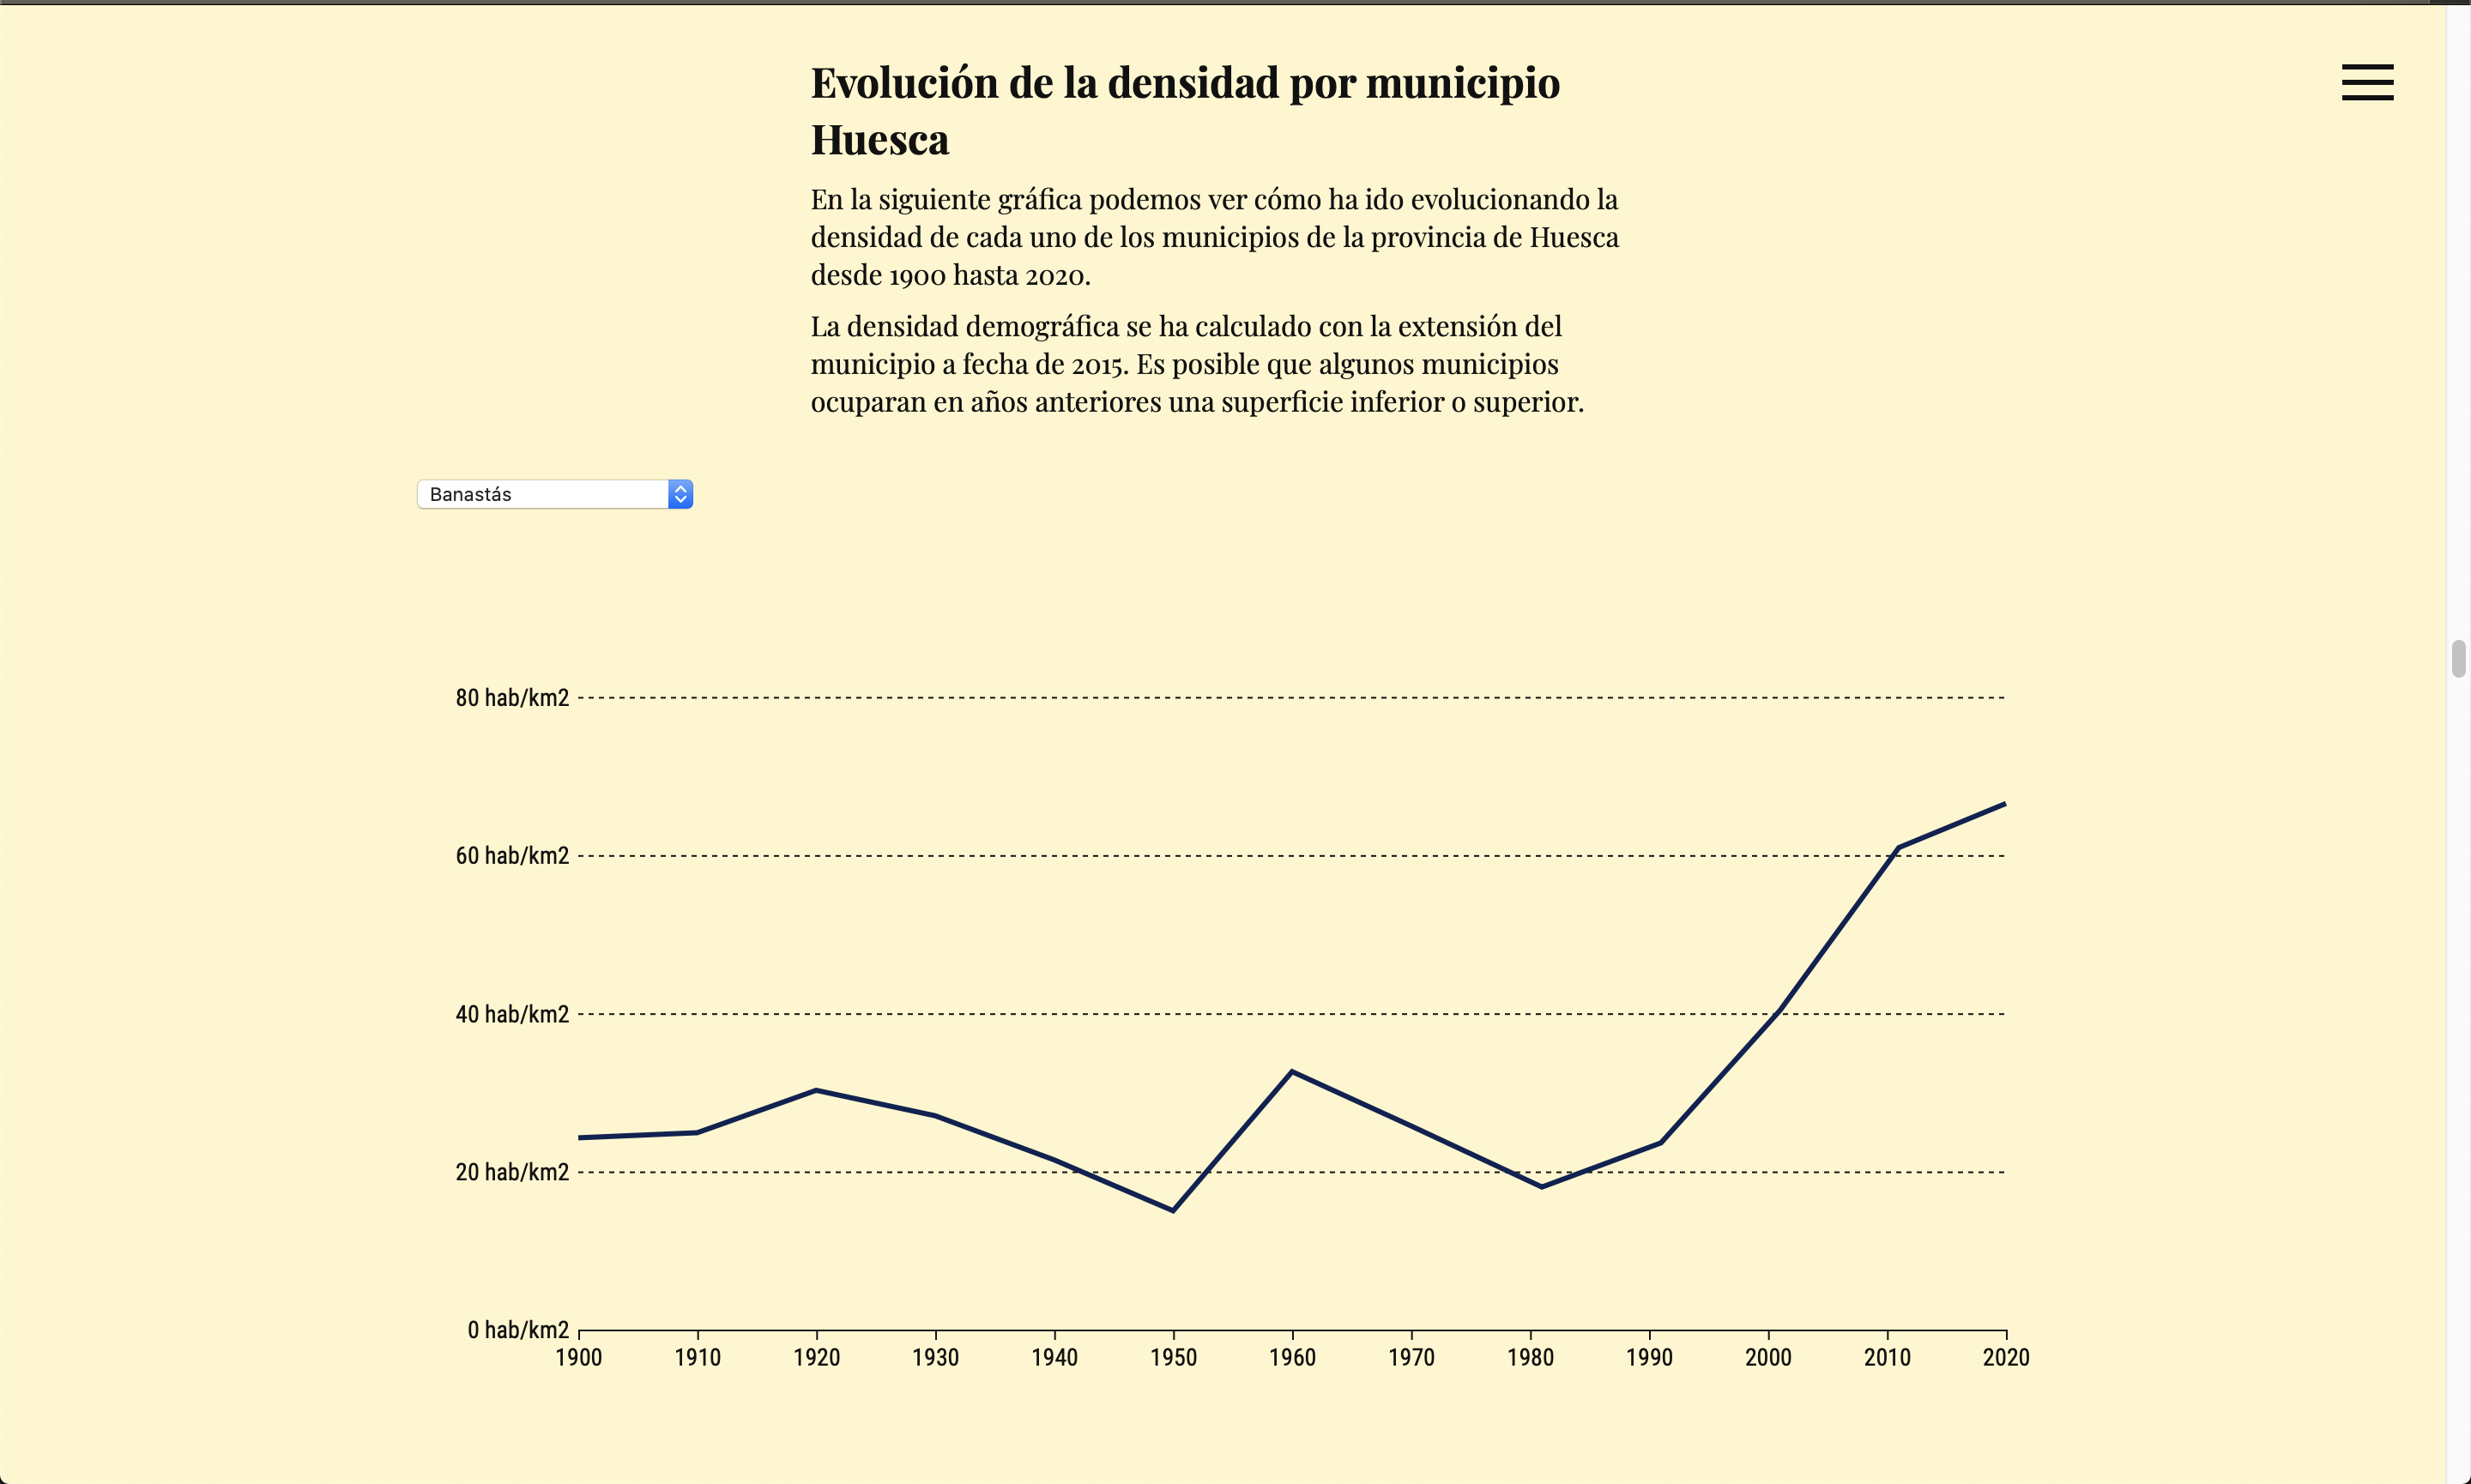 Evolución de la densidad por municipio
Huesca
En la siguiente gráfica podemos ver cómo ha ido evolucionando la
densidad de cada uno de los municipios de la provincia de Huesca
desde 1900 hasta 2020.
La densidad demográfica se ha calculado con la extensión del
municipio a fecha de 2015. Es posible que algunos municipios
ocuparan en años anteriores una superficie inferior o superior.
Banastás
80 hab/km2
60 hab/km2
40 hab/km2
20 hab/km2
0 hab/km2
1900 1910 1920 1930 1940 1950 1960 1970 1980 1990 2000 2010 2020